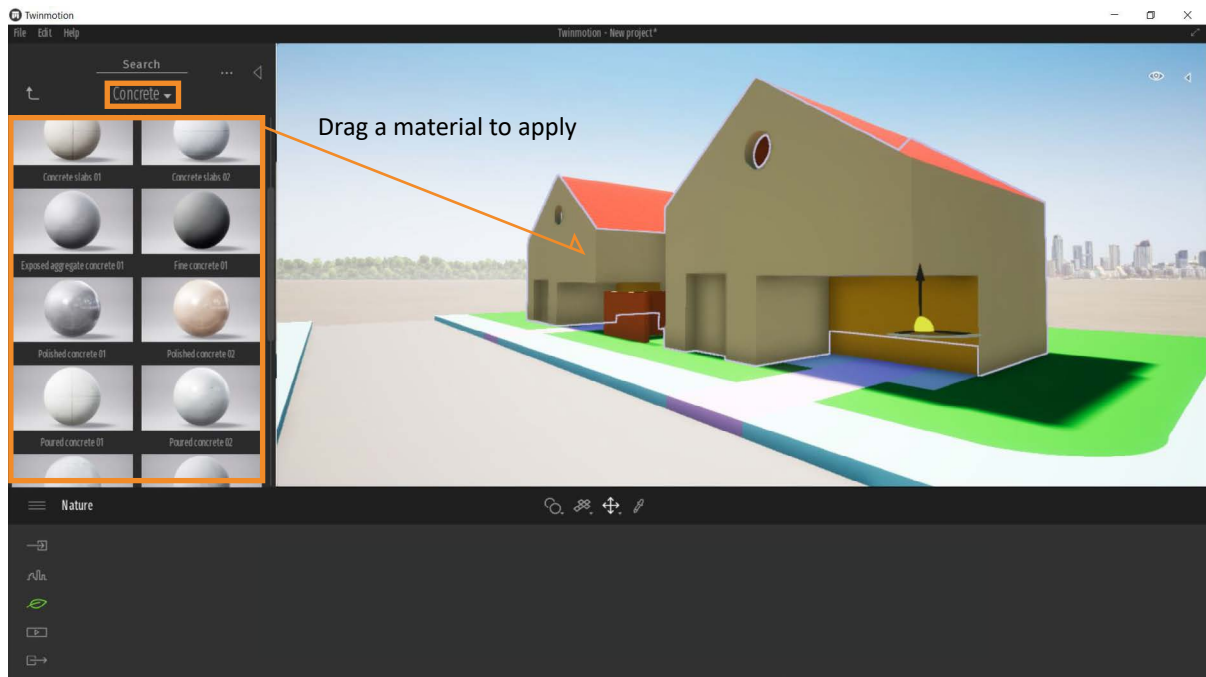 Twinmotion
File Edit Help
Twinmotion - New project*
Search
...
Concrete
Drag a material to apply
Concrete slabs 01
Concrete slabs 02
Exposed aggregate concrete 01
Fine concrete 01
Polished concrete 01
Polished concrete 02
Poured concrete 01
Poured concrete 02
Nature